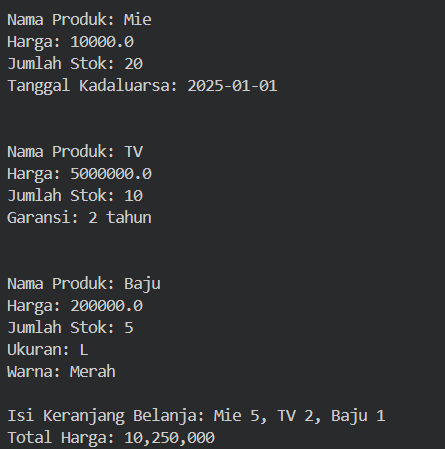 Nama Produk: Mie
Harga: 10000.0
Jumlah Stok: 20
Tanggal Kadaluarsa: 2025-01-01
Nama Produk: TV
Harga: 5000000.0
Jumlah Stok: 10
Garansi: 2 tahun
Nama Produk: Baju
Harga: 200000.0
Jumlah Stok: 5
Ukuran: L
Warna: Merah
Isi Keranjang Belanja: Mie 5, TV 2, Baju 1
Total Harga: 10,250,000